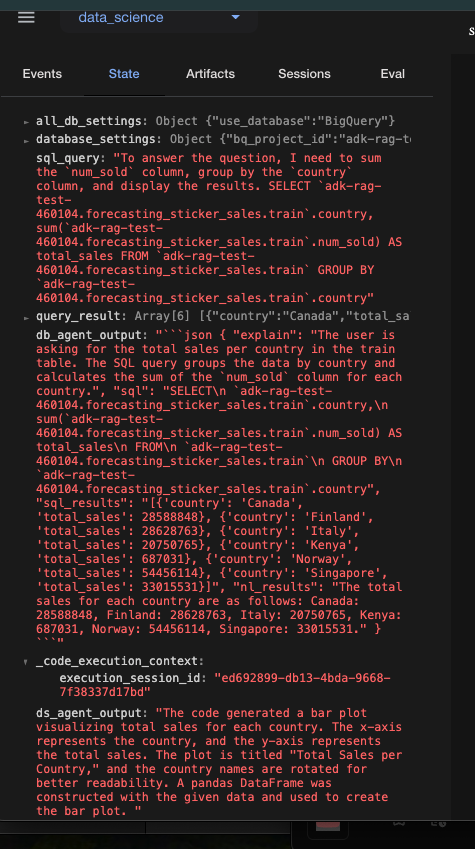 data_science
Events State Artifacts Sessions Eval
all_db_settings: Object {"use_database":"BigQuery"}
database_settings: Object {"bq_project_id":"adk-rag-t
sql_query: "To answer the question, I need to sum
the `num_sold` column, group by the `country`
column, and display the results. SELECT `adk-rag-
test-
460104.forecasting_sticker_sales.train`.country,
sum(`adk-rag-test-
460104.forecasting_sticker_sales.train`.num_sold) AS
total_sales FROM `adk-rag-test-
460104.forecasting_sticker_sales.train` GROUP BY
`adk-rag-test-
460104.forecasting_sticker_sales.train`.country"
query_result: Array[6] [{"country":"Canada","total_sa
db_agent_output: "```json { "explain": "The user is
asking for the total sales per country in the train
table. The SQL query groups the data by country and
calculates the sum of the `num_sold` column for each
country.", "sql": "SELECT\n `adk-rag-test-
460104.forecasting_sticker_sales.train`.country,\n
sum(`adk-rag-test-
460104.forecasting_sticker_sales.train`.num_sold) AS
total_sales\n FROM\n `adk-rag-test-
460104.forecasting_sticker_sales.train`\n GROUP BY\n
`adk-rag-test-
460104.forecasting_sticker_sales.train`.country",
"sql_results": "[{'country': 'Canada',
'total_sales': 28588848}, {'country': 'Finland',
'total_sales': 28628763}, {'country': 'Italy',
'total_sales': 20750765}, {'country': 'Kenya',
'total_sales': 687031}, {'country': 'Norway',
'total_sales': 54456114}, {'country': 'Singapore',
'total_sales': 33015531}]", "nl_results": "The total
sales for each country are as follows: Canada:
28588848, Finland: 28628763, Italy: 20750765, Kenya:
687031, Norway: 54456114, Singapore: 33015531." }
```"
_code_execution_context:
execution_session_id: "ed692899-db13-4bda-9668-
7f38337d17bd"
ds_agent_output: "The code generated a bar plot
visualizing total sales for each country. The x-axis
represents the country, and the y-axis represents
the total sales. The plot is titled "Total Sales per
Country," and the country names are rotated for
better readability. A pandas DataFrame was
constructed with the given data and used to create
the bar plot. "